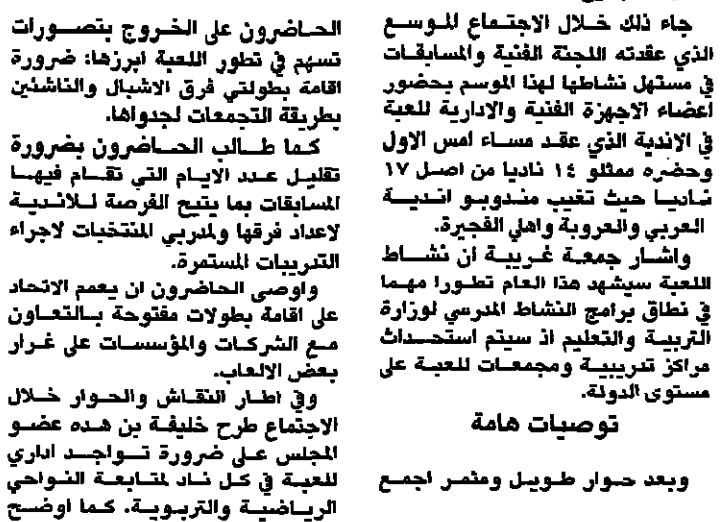 جاء ذلك خلال الاجتماع الموسع
الذي عقدته اللجنة الفنية والمسابقات
في مستهل نشاطها لهذا الموسم بحضور
اعضاء الاجهزة الفنية والادارية للعبة
في الاندية الذي عقد مساء امس الاول
وحضره ممثلو ١٤ ناديا من اصل ١٧
ناديا حيث تغيب مندوبو اندية
العربي والعروبة واهلي الفجيرة.
واشار جمعة غريبة ان نشاط
اللعبة سيشهد هذا العام تطورا مهما
في نطاق برامج النشاط المدرسي لوزارة
التربية والتعليم اذ سيتم استحداث
مراكز تدريبية ومجمعات للعبة على
مستوى الدولة.
توصيات هامة
وبعد حوار طويل ومثمر اجمع
الحاضرون على الخروج بتصورات
تسهم في تطور اللعبة ابرزها: ضرورة
اقامة بطولتي فرق الاشبال والناشئين
بطريقة التجمعات لجدواها.
كما طالب الحاضرون بضرورة
تقليل عدد الايام التي تقام فيها
المسابقات بما يتيح الفرصة للاندية
لاعداد فرقها ولمدربي المنتخبات لاجراء
التدريبات المستمرة.
واوصى الحاضرون ان يعمم الاتحاد
على اقامة بطولات مفتوحة بالتعاون
مع الشركات والمؤسسات على غرار
بعض الالعاب.
وفي اطار النقاش والحوار خلال
الاجتماع طرح خليفة بن هده عضو
المجلس على ضرورة تواجد اداري
للعبة في كل ناد لمتابعة النواحي
الرياضية والتربوية. كما اوضح